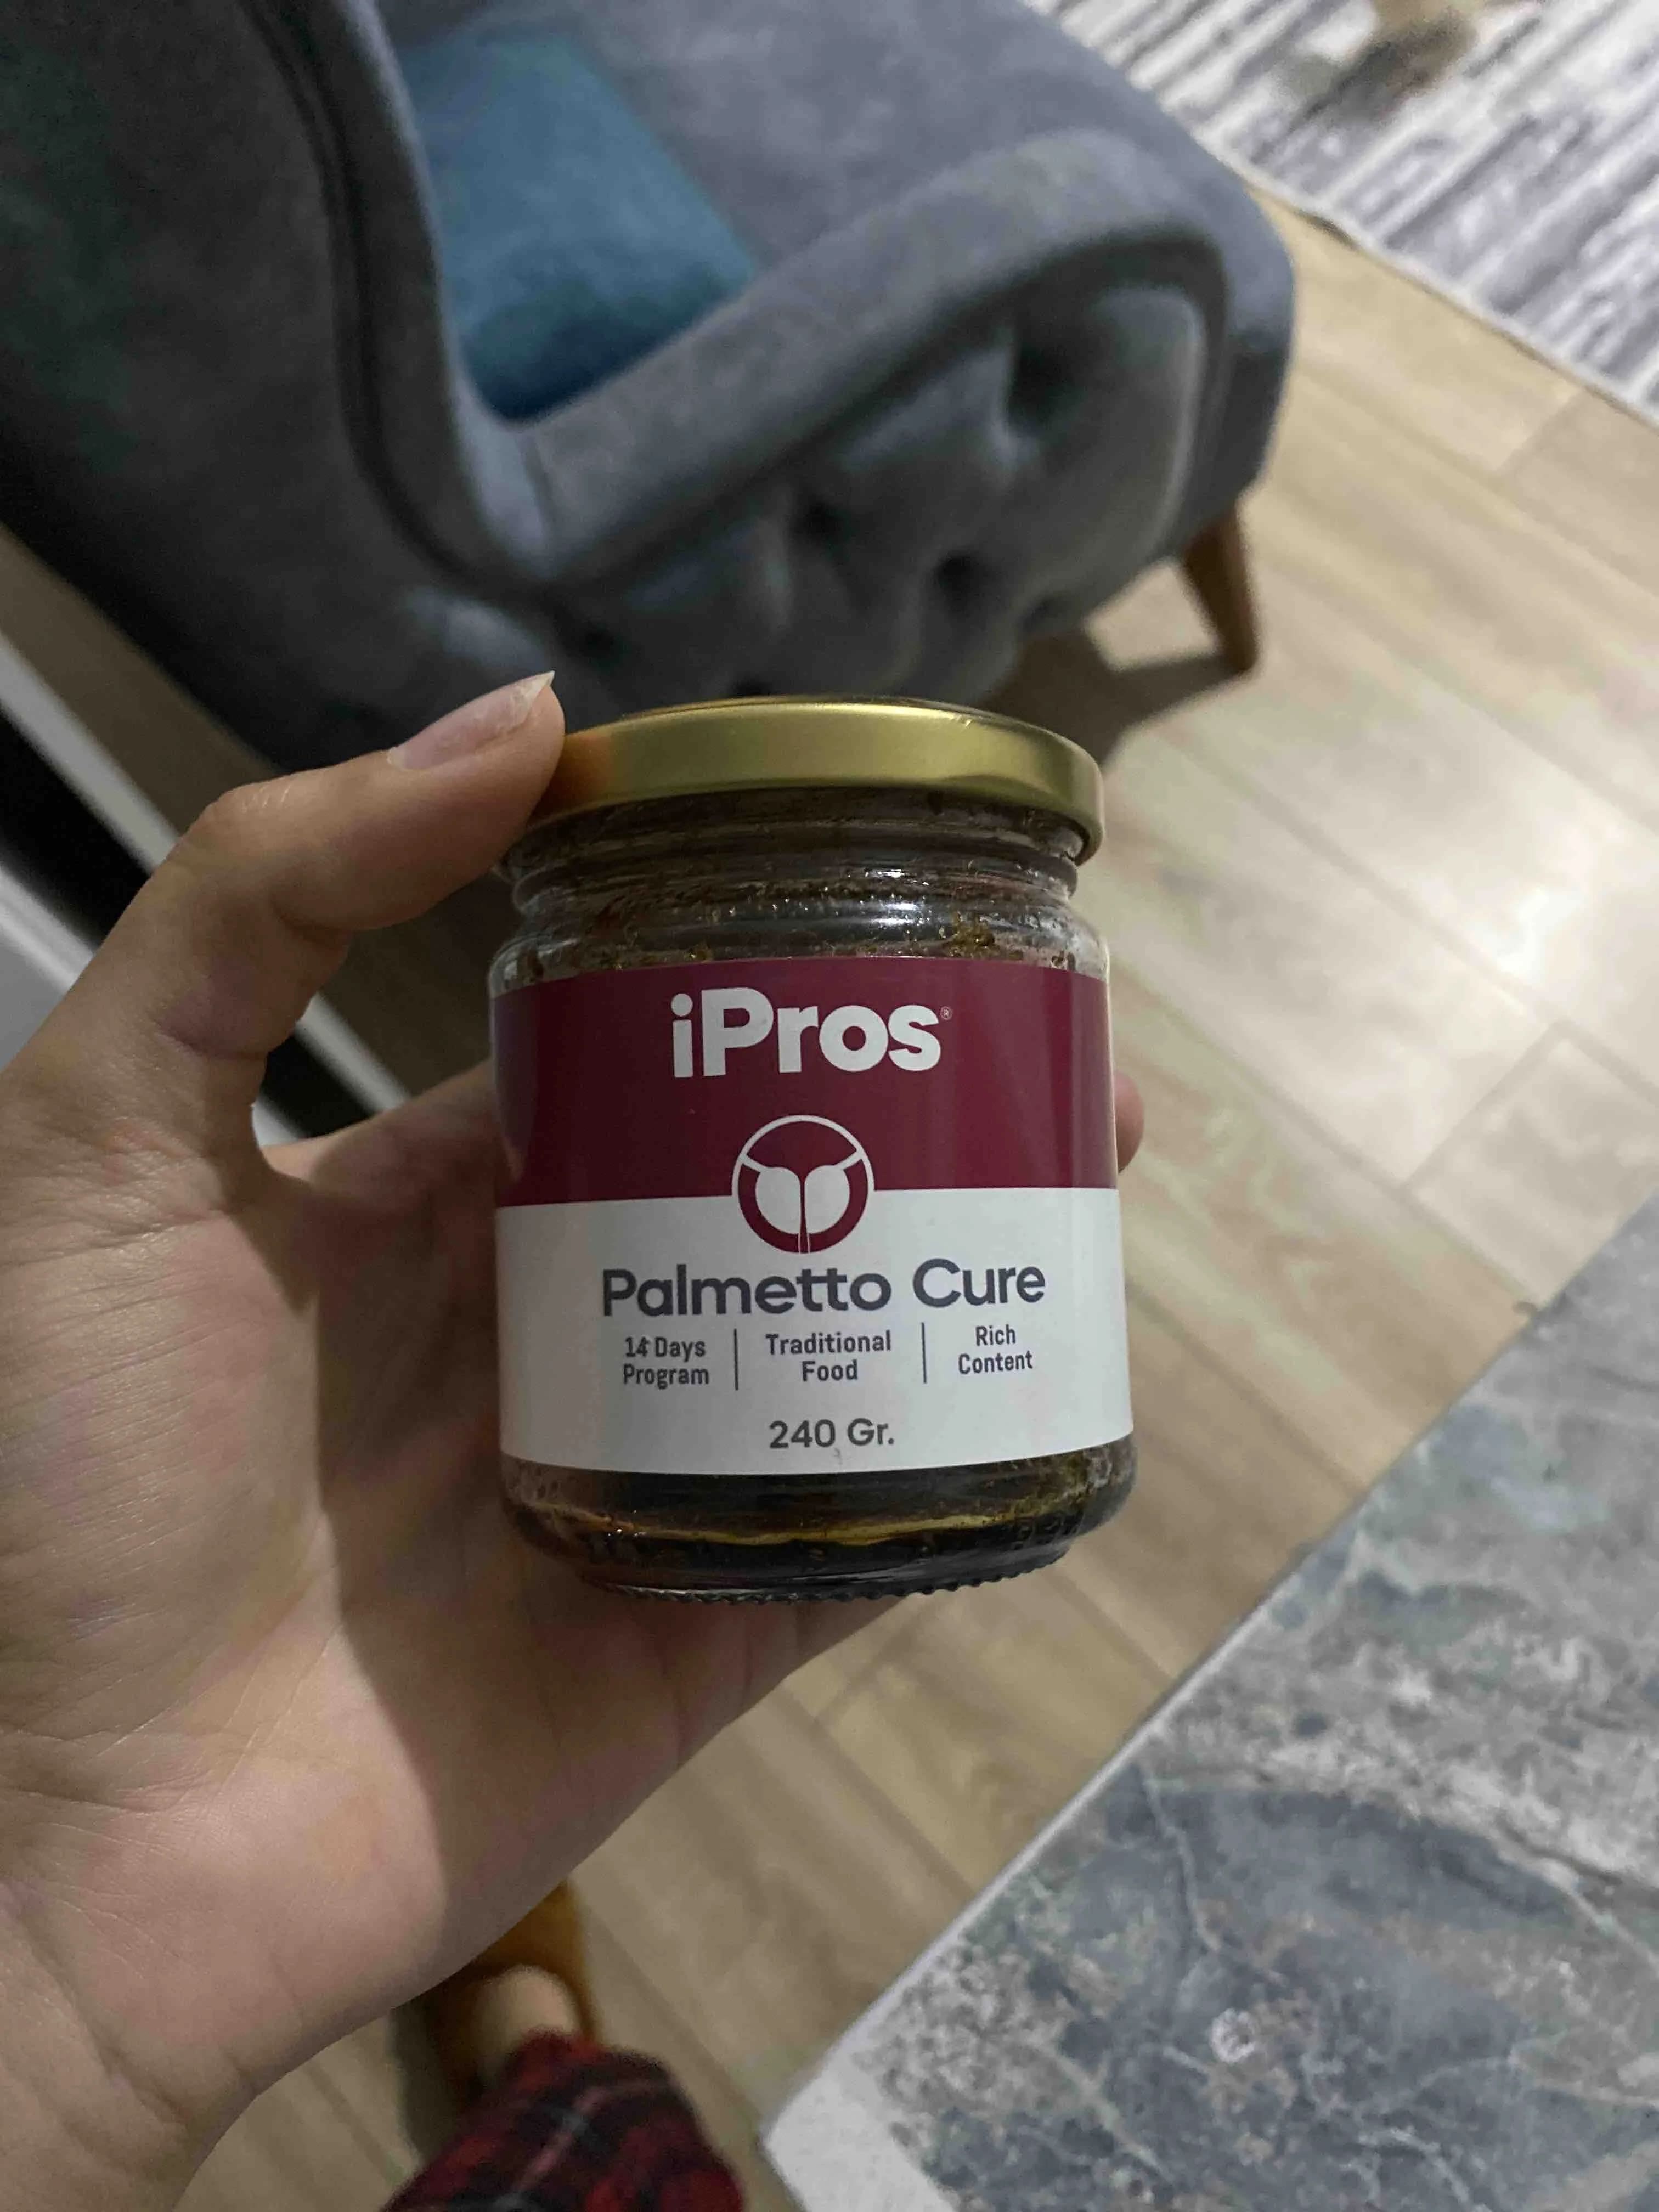 iPros®
Palmetto Cure
14 Days Program
Traditional Food
Rich Content
240 Gr.